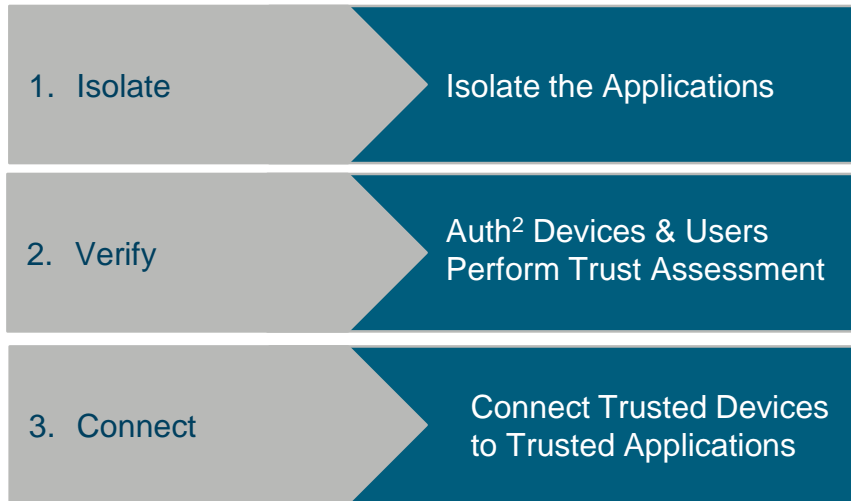 1. Isolate
Isolate the Applications
2. Verify
Auth² Devices & Users
Perform Trust Assessment
3. Connect
Connect Trusted Devices
to Trusted Applications